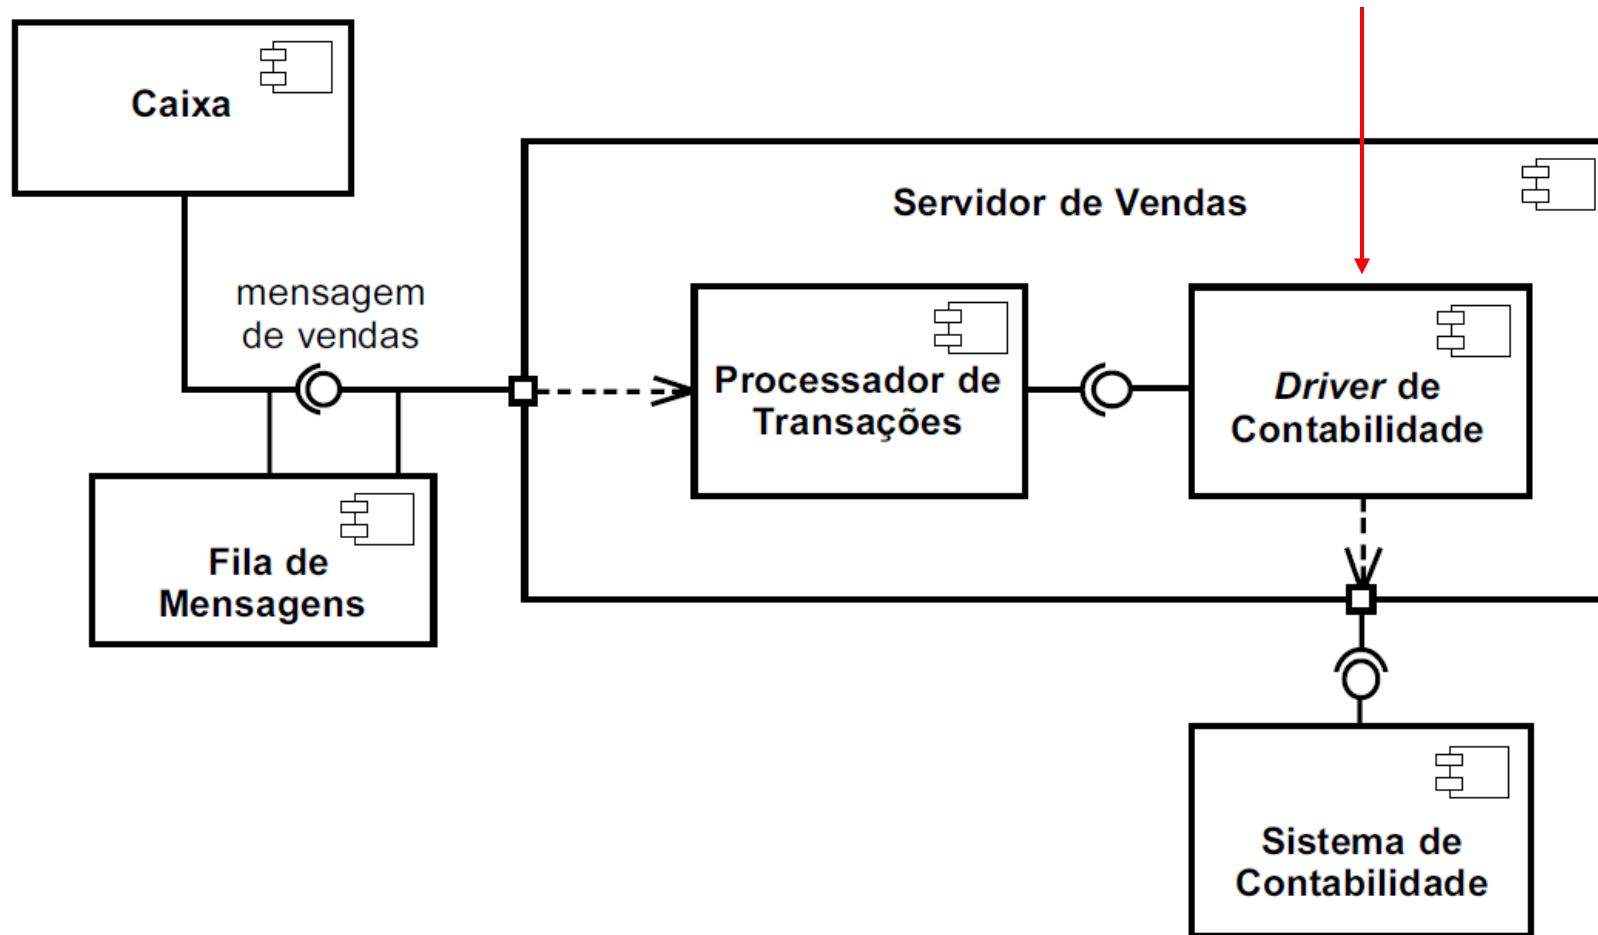 Caixa
Servidor de Vendas
mensagem
de vendas
Processador de
Transações
Driver de
Contabilidade
Fila de
Mensagens
Sistema de
Contabilidade